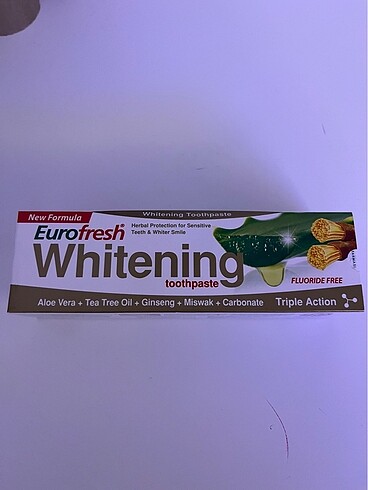 Whitening Toothpaste
New Formula
Eurofresh
Herbal Protection for Sensitive
Teeth & Whiter Smile
Whitening
toothpaste
FLUORIDE FREE
Aloe Vera + Tea Tree Oil + Ginseng + Miswak + Carbonate
Triple Action